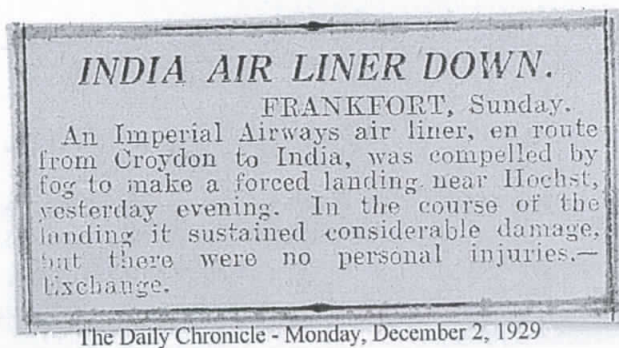 INDIA AIR LINER DOWN.
FRANKFORT, Sunday.
An Imperial Airways air liner, en route
from Croydon to India, was compelled by
fog to make a forced landing near Hochst,
yesterday evening. In the course of the
landing it sustained considerable damage,
but there were no personal injuries.—
Exchange.
The Daily Chronicle - Monday, December 2, 1929